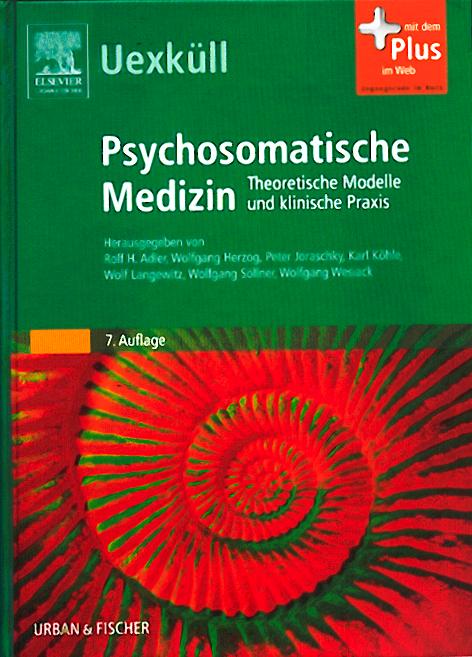 ELSEVIER
Uexküll
mit dem
Plus
im Web
Psychosomatische
Medizin
Theoretische Modelle
und klinische Praxis
Herausgegeben von
Rolf H. Adler, Wolfgang Herzog, Peter Joraschky, Karl Köhle,
Wolf Langewitz, Wolfgang Söllner, Wolfgang Wesiack
7. Auflage
URBAN & FISCHER